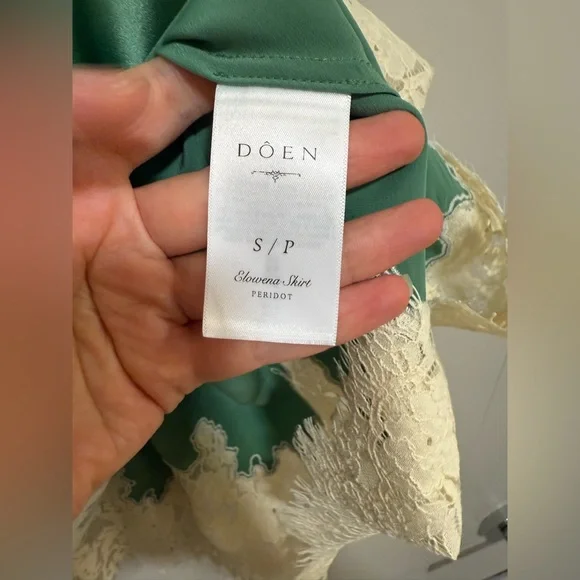 DÔEN
S / P
Elowena Skirt
PERIDOT